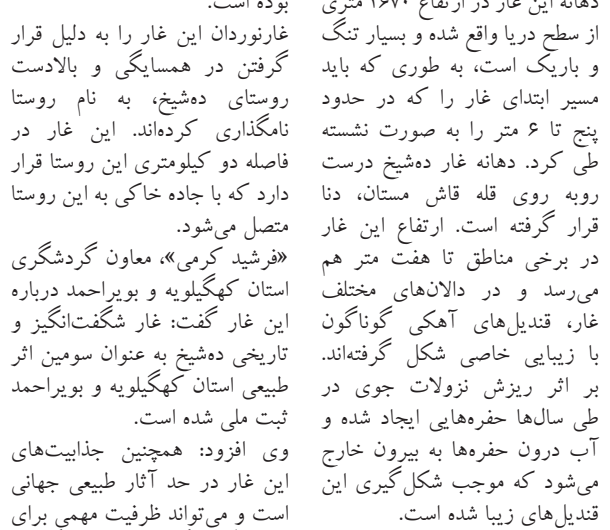 دهانه این غار در ارتفاع ۲۶۷۰ متری
از سطح دریا واقع شده و بسیار تنگ
و باریک است، به طوری که باید
مسیر ابتدای غار را که در حدود
پنج تا ۶ متر را به صورت نشسته
طی کرد. دهانه غار ده‌شیخ درست
روبه روی قله قاش مستان، دنا
قرار گرفته است. ارتفاع این غار
در برخی مناطق تا هفت متر هم
می‌رسد و در دالان‌های مختلف
غار، قندیل‌های آهکی گوناگون
با زیبایی خاصی شکل گرفته‌اند.
بر اثر ریزش نزولات جوی در
طی سال‌ها حفره‌هایی ایجاد شده و
آب درون حفره‌ها به بیرون خارج
می‌شود که موجب شکل‌گیری این
قندیل‌های زیبا شده است.
بوده است.
غارنوردان این غار را به دلیل قرار
گرفتن در همسایگی و بالادست
روستای ده‌شیخ، به نام روستا
نامگذاری کرده‌اند. این غار در
فاصله دو کیلومتری این روستا قرار
دارد که با جاده خاکی به این روستا
متصل می‌شود.
«فرشید کرمی»، معاون گردشگری
استان کهگیلویه و بویراحمد درباره
این غار گفت: غار شگفت‌انگیز و
تاریخی ده‌شیخ به عنوان سومین اثر
طبیعی استان کهگیلویه و بویراحمد
ثبت ملی شده است.
وی افزود: همچنین جذابیت‌های
این غار در حد آثار طبیعی جهانی
است و می‌تواند ظرفیت مهمی برای